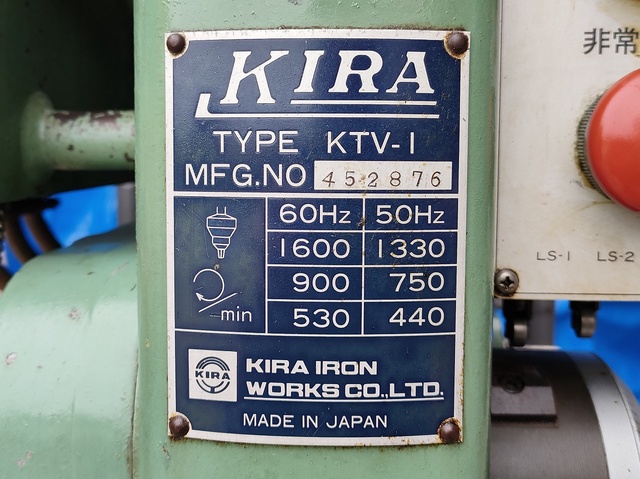 KIRA
TYPE KTV-1
MFG.NO 452876
60Hz 50Hz
1600 1330
900 750
530 440
/min
KIRA
KIRA IRON
WORKS CO.,LTD.
MADE IN JAPAN
非常
LS-1 LS-2